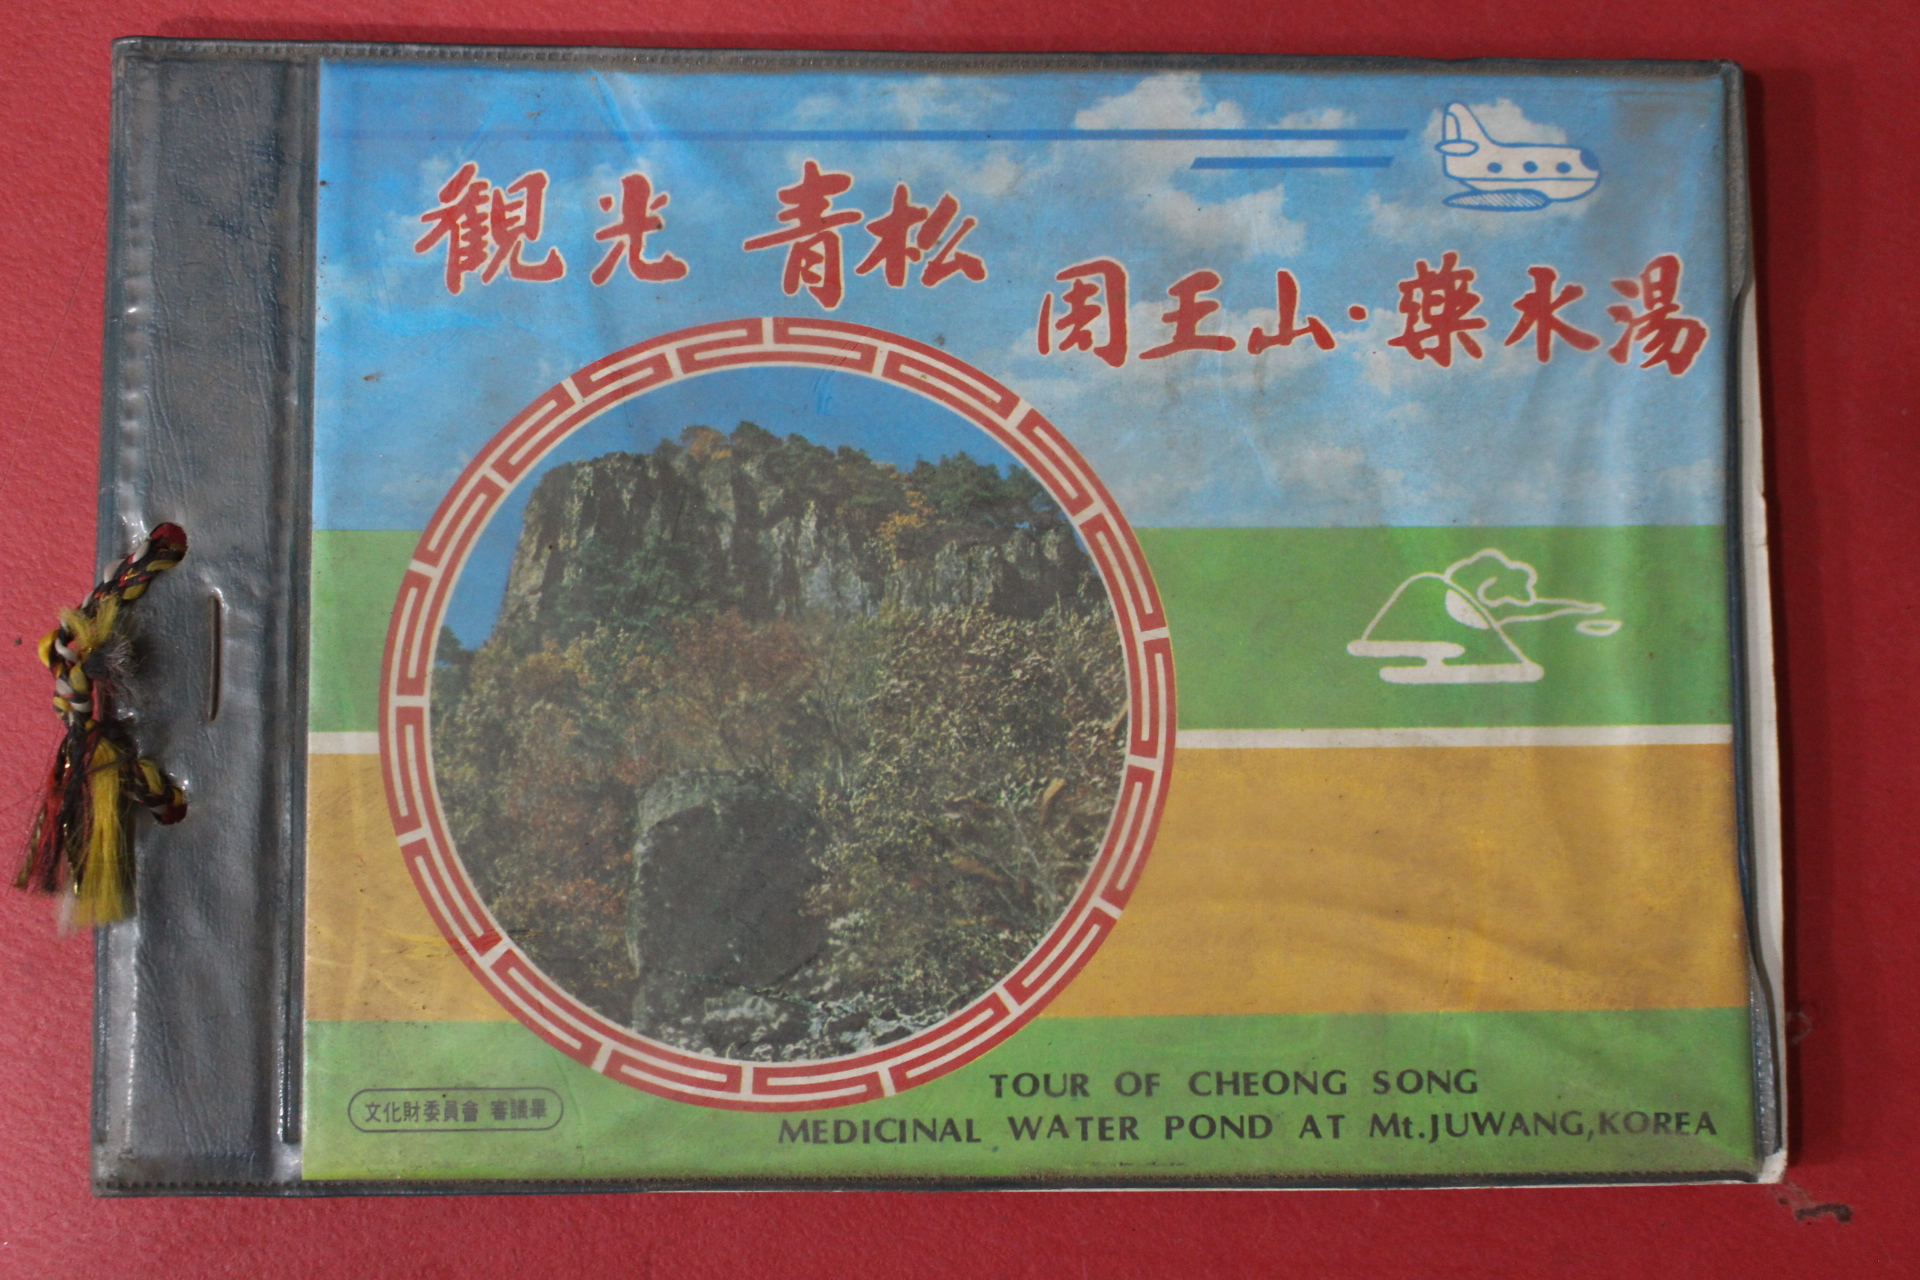 観光 青松
周王山·藥水湯
文化財委員會 審議畢
TOUR OF CHEONG SONG
MEDICINAL WATER POND AT Mt.JUWANG,KOREA